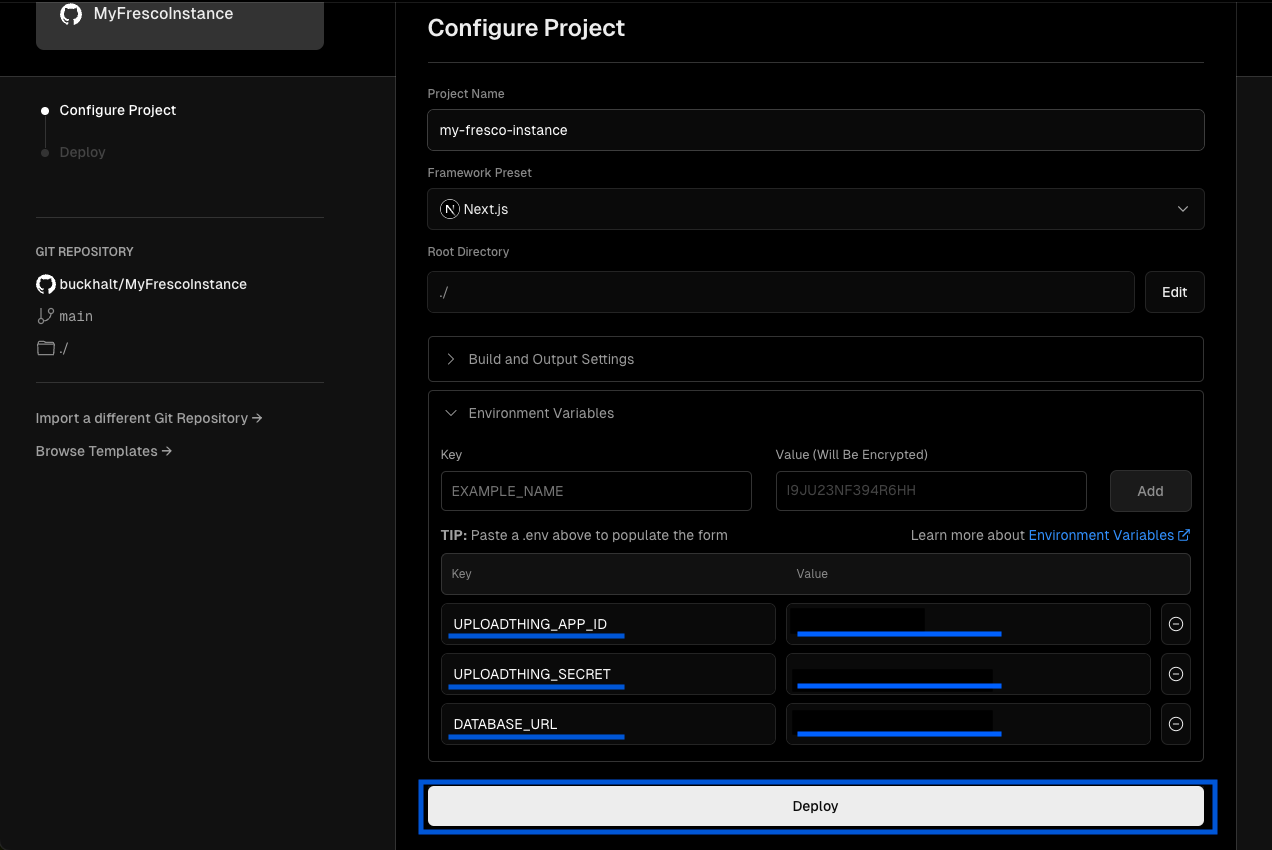 MyFrescoInstance
Configure Project
Deploy
GIT REPOSITORY
buckhalt/MyFrescoInstance
main
./
Import a different Git Repository →
Browse Templates →
Configure Project
Project Name
my-fresco-instance
Framework Preset
N Next.js
Root Directory
./
Edit
Build and Output Settings
Environment Variables
Key
Value (Will Be Encrypted)
EXAMPLE_NAME
I9JU23NF394R6HH
Add
TIP: Paste a .env above to populate the form
Learn more about Environment Variables
Key
Value
UPLOADTHING_APP_ID
UPLOADTHING_SECRET
DATABASE_URL
Deploy